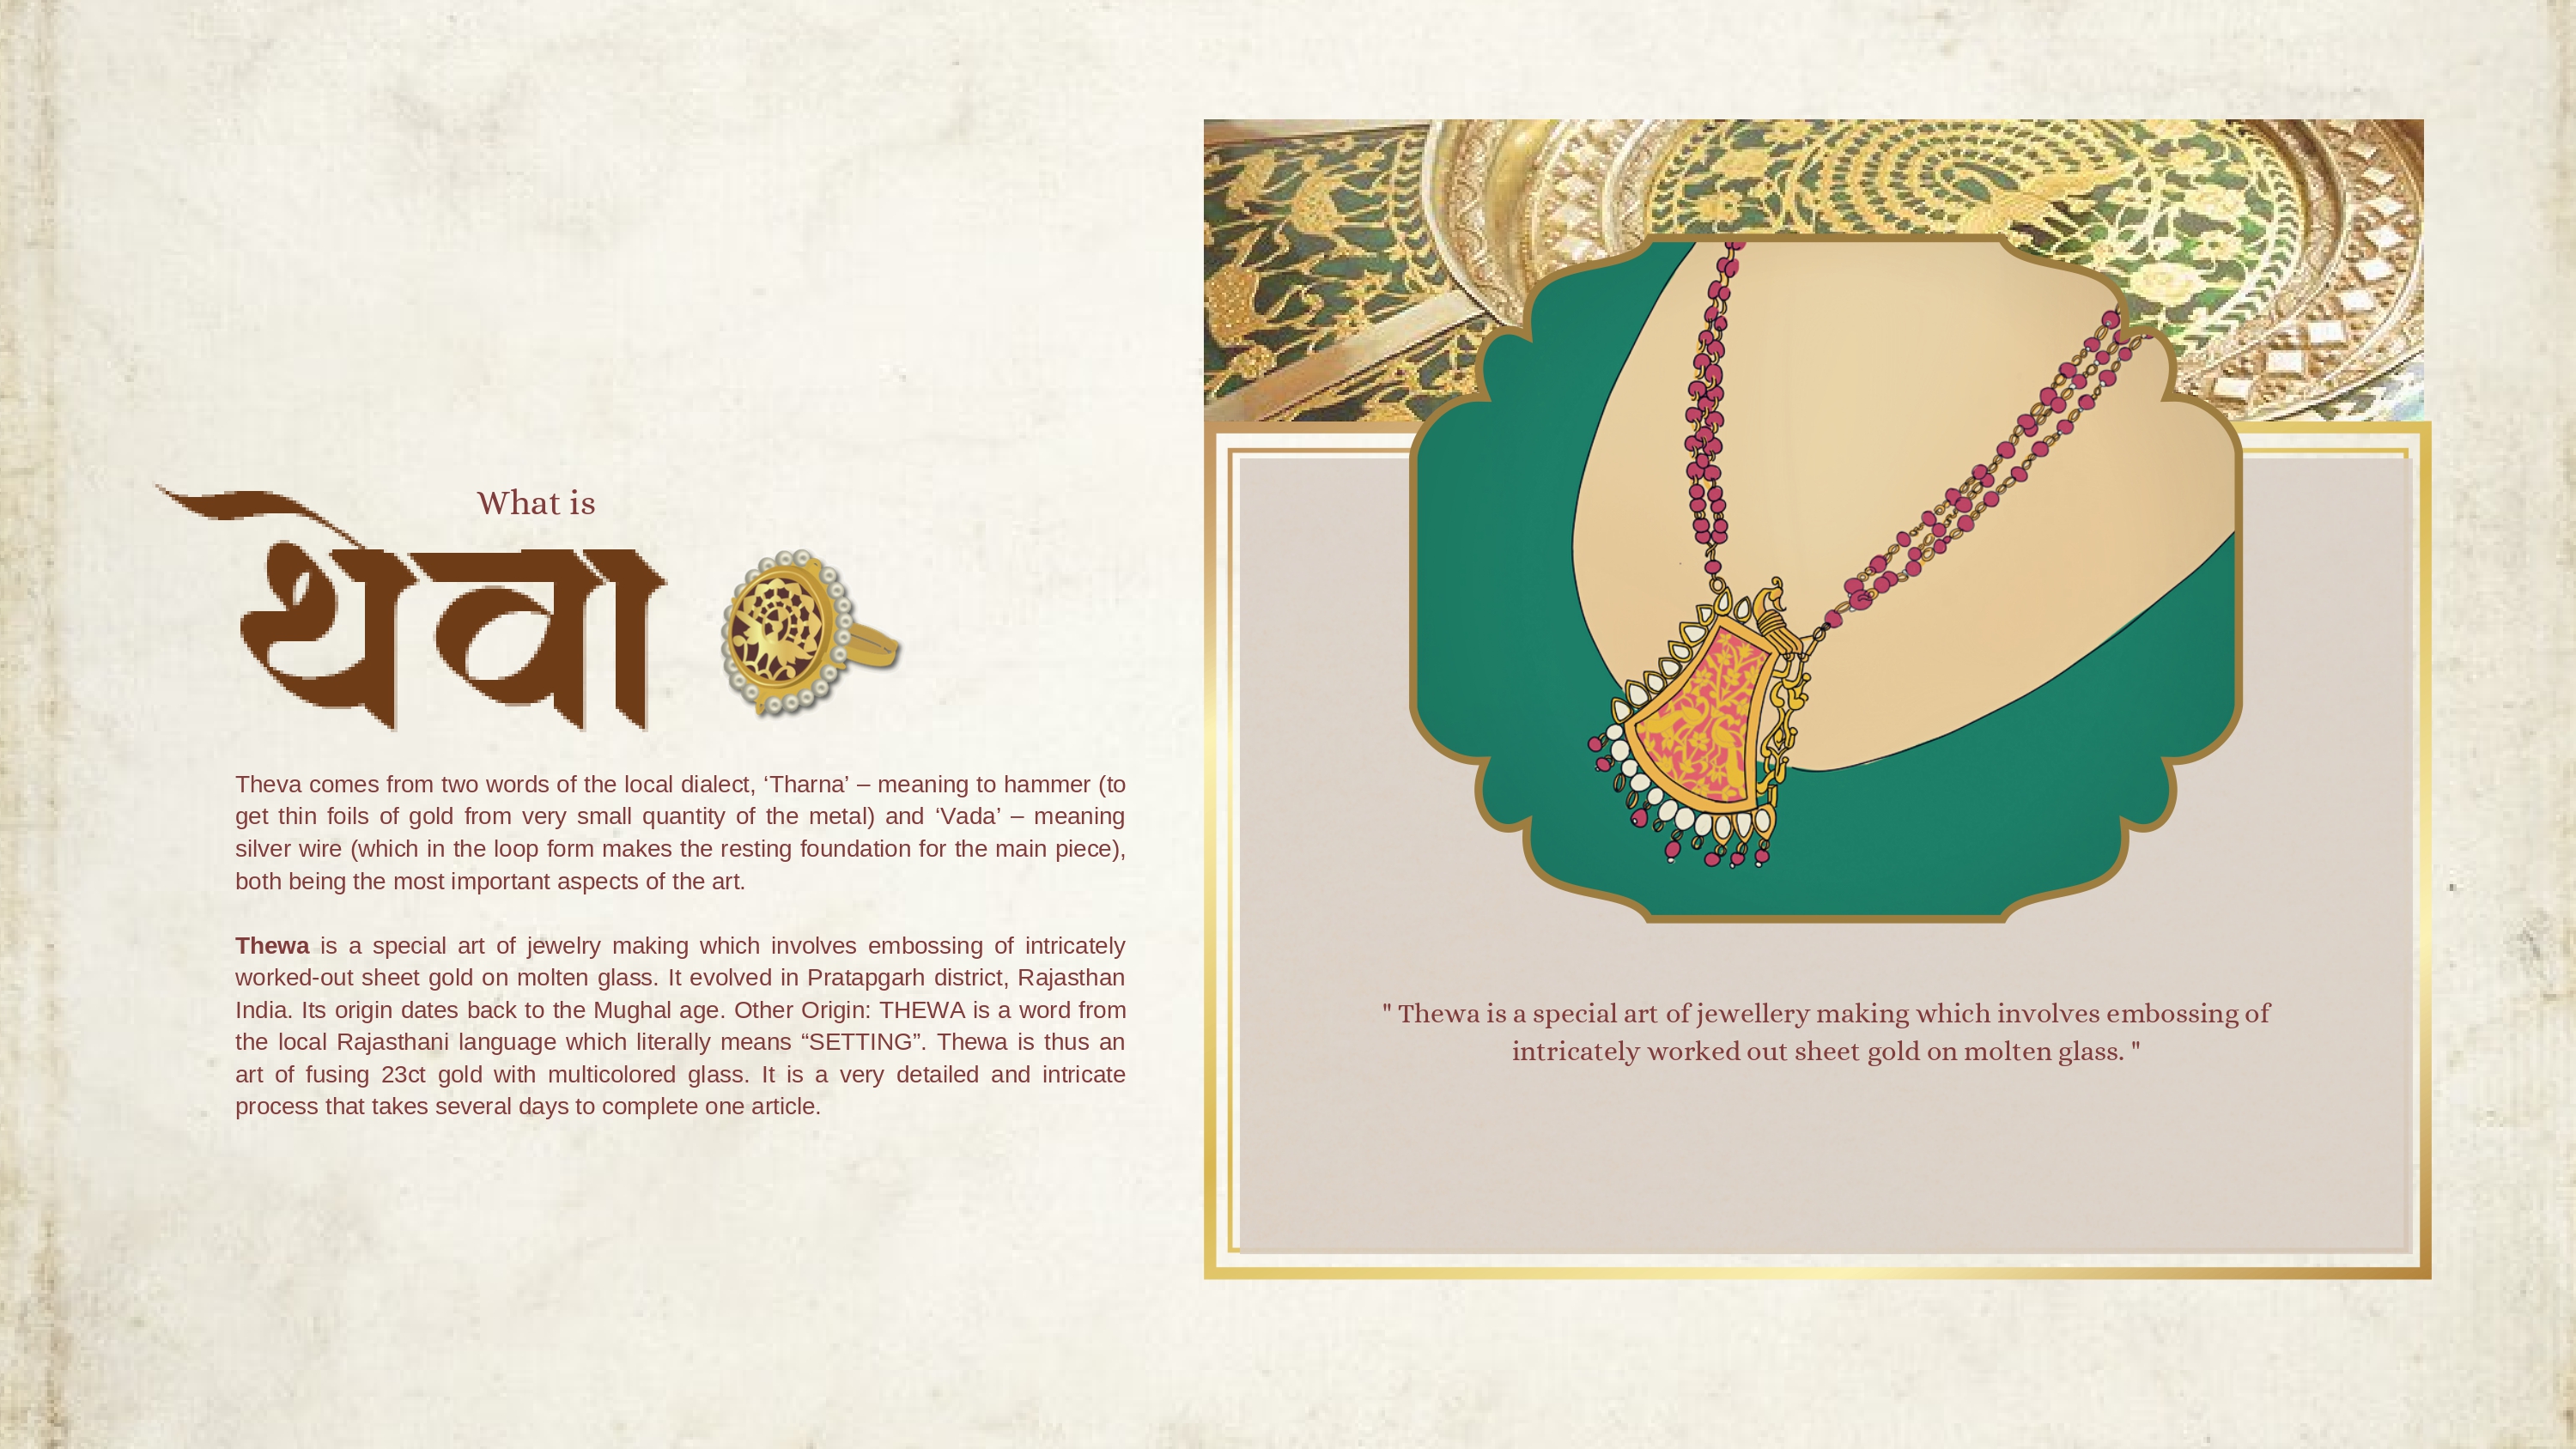 What is
थेवा
Theva comes from two words of the local dialect, ‘Tharna’ – meaning to hammer (to
get thin foils of gold from very small quantity of the metal) and ‘Vada’ – meaning
silver wire (which in the loop form makes the resting foundation for the main piece),
both being the most important aspects of the art.
Thewa is a special art of jewelry making which involves embossing of intricately
worked-out sheet gold on molten glass. It evolved in Pratapgarh district, Rajasthan
India. Its origin dates back to the Mughal age. Other Origin: THEWA is a word from
the local Rajasthani language which literally means “SETTING”. Thewa is thus an
art of fusing 23ct gold with multicolored glass. It is a very detailed and intricate
process that takes several days to complete one article.
" Thewa is a special art of jewellery making which involves embossing of
intricately worked out sheet gold on molten glass. "